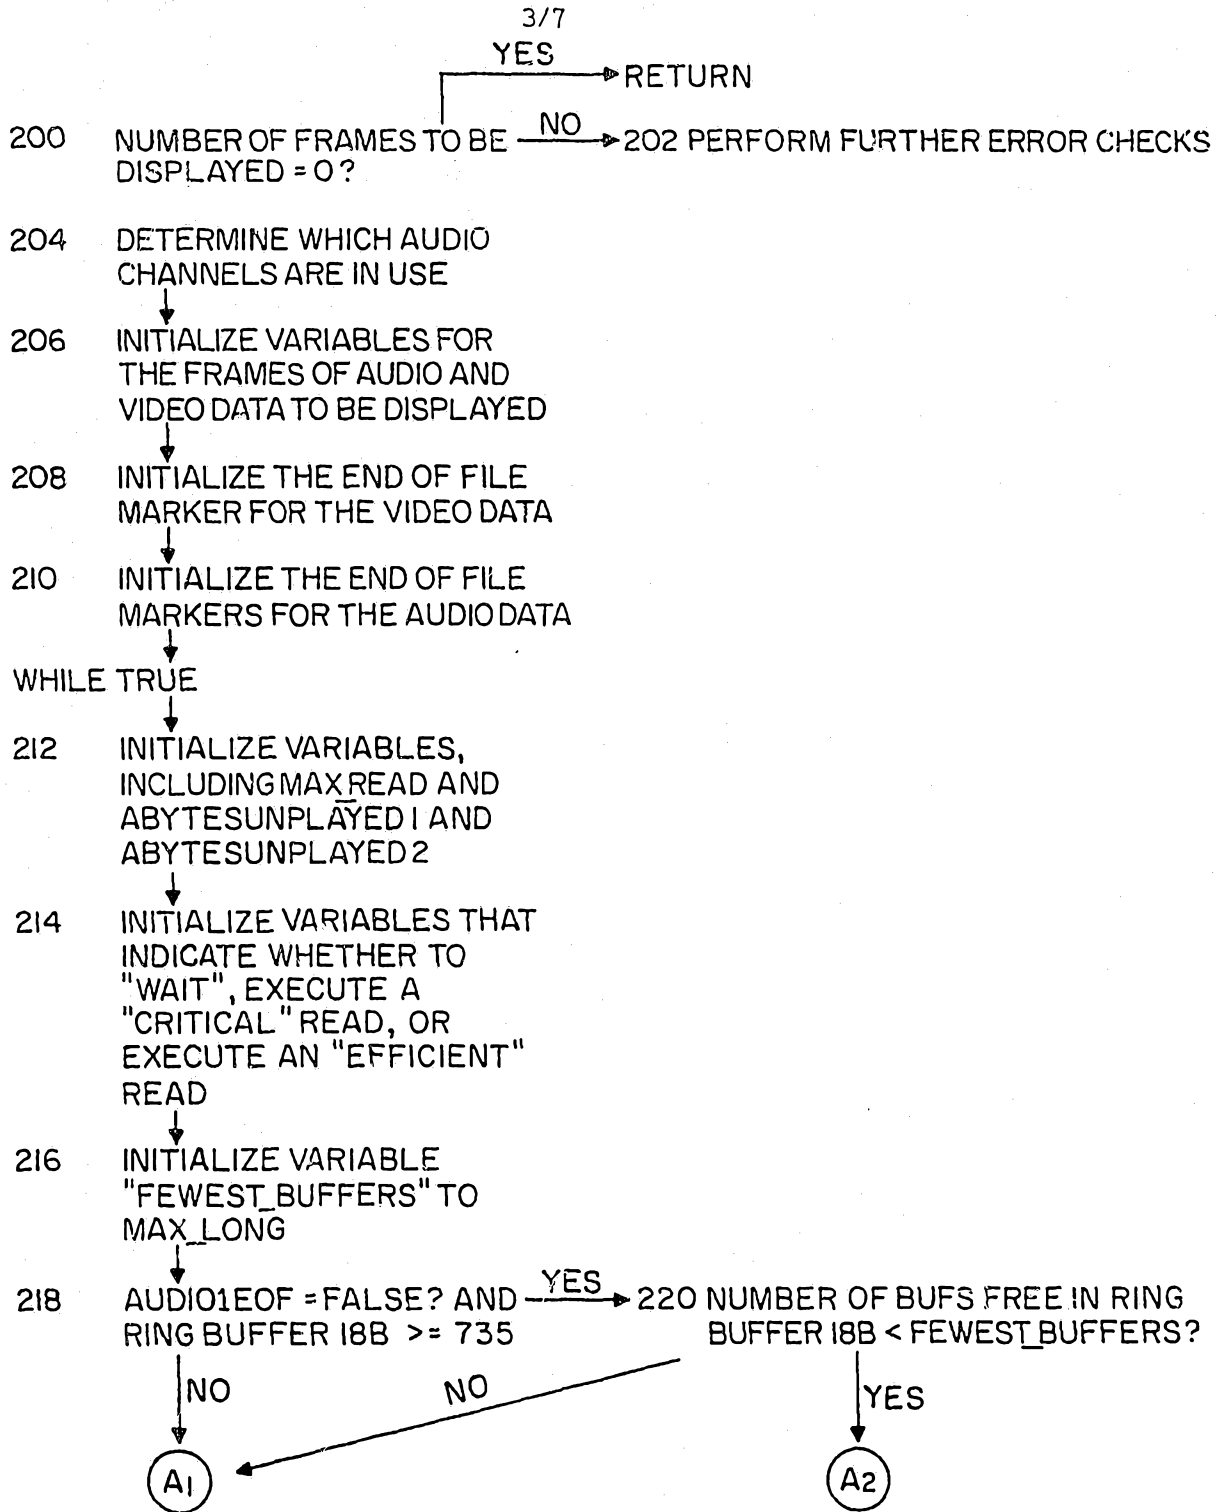 3/7
YES
RETURN
200 NUMBER OF FRAMES TO BE NO 202 PERFORM FURTHER ERROR CHECKS
DISPLAYED = 0?
204 DETERMINE WHICH AUDIO
CHANNELS ARE IN USE
206 INITIALIZE VARIABLES FOR
THE FRAMES OF AUDIO AND
VIDEO DATA TO BE DISPLAYED
208 INITIALIZE THE END OF FILE
MARKER FOR THE VIDEO DATA
210 INITIALIZE THE END OF FILE
MARKERS FOR THE AUDIO DATA
WHILE TRUE
212 INITIALIZE VARIABLES,
INCLUDING MAX_READ AND
ABYTESUNPLAYED1 AND
ABYTESUNPLAYED2
214 INITIALIZE VARIABLES THAT
INDICATE WHETHER TO
"WAIT", EXECUTE A
"CRITICAL" READ, OR
EXECUTE AN "EFFICIENT"
READ
216 INITIALIZE VARIABLE
"FEWEST_BUFFERS" TO
MAX_LONG
218 AUDIO1EOF = FALSE? AND YES 220 NUMBER OF BUFS FREE IN RING
RING BUFFER 18B >= 735 BUFFER 18B < FEWEST_BUFFERS?
NO NO YES
A1 A2